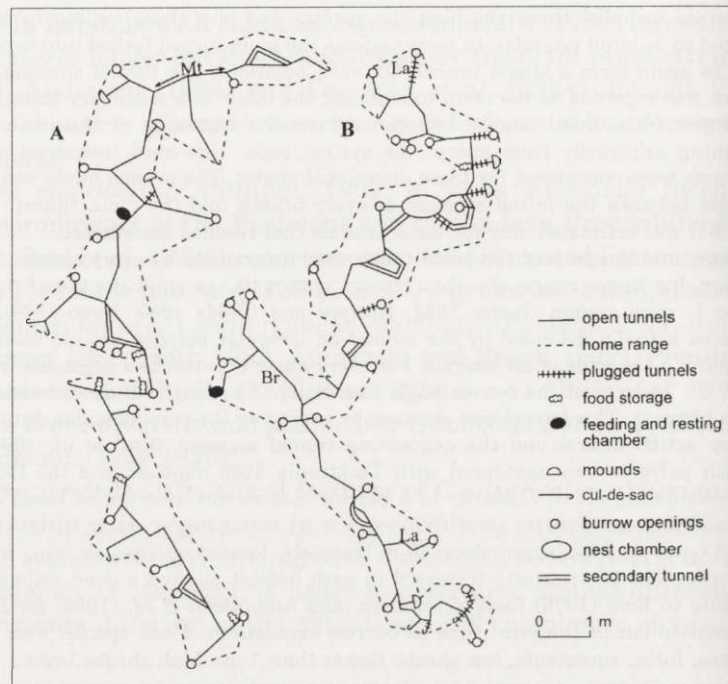 Mt
La
A
B
Br
La
open tunnels
home range
plugged tunnels
food storage
feeding and resting
chamber
mounds
cul-de-sac
burrow openings
nest chamber
secondary tunnel
0 1 m